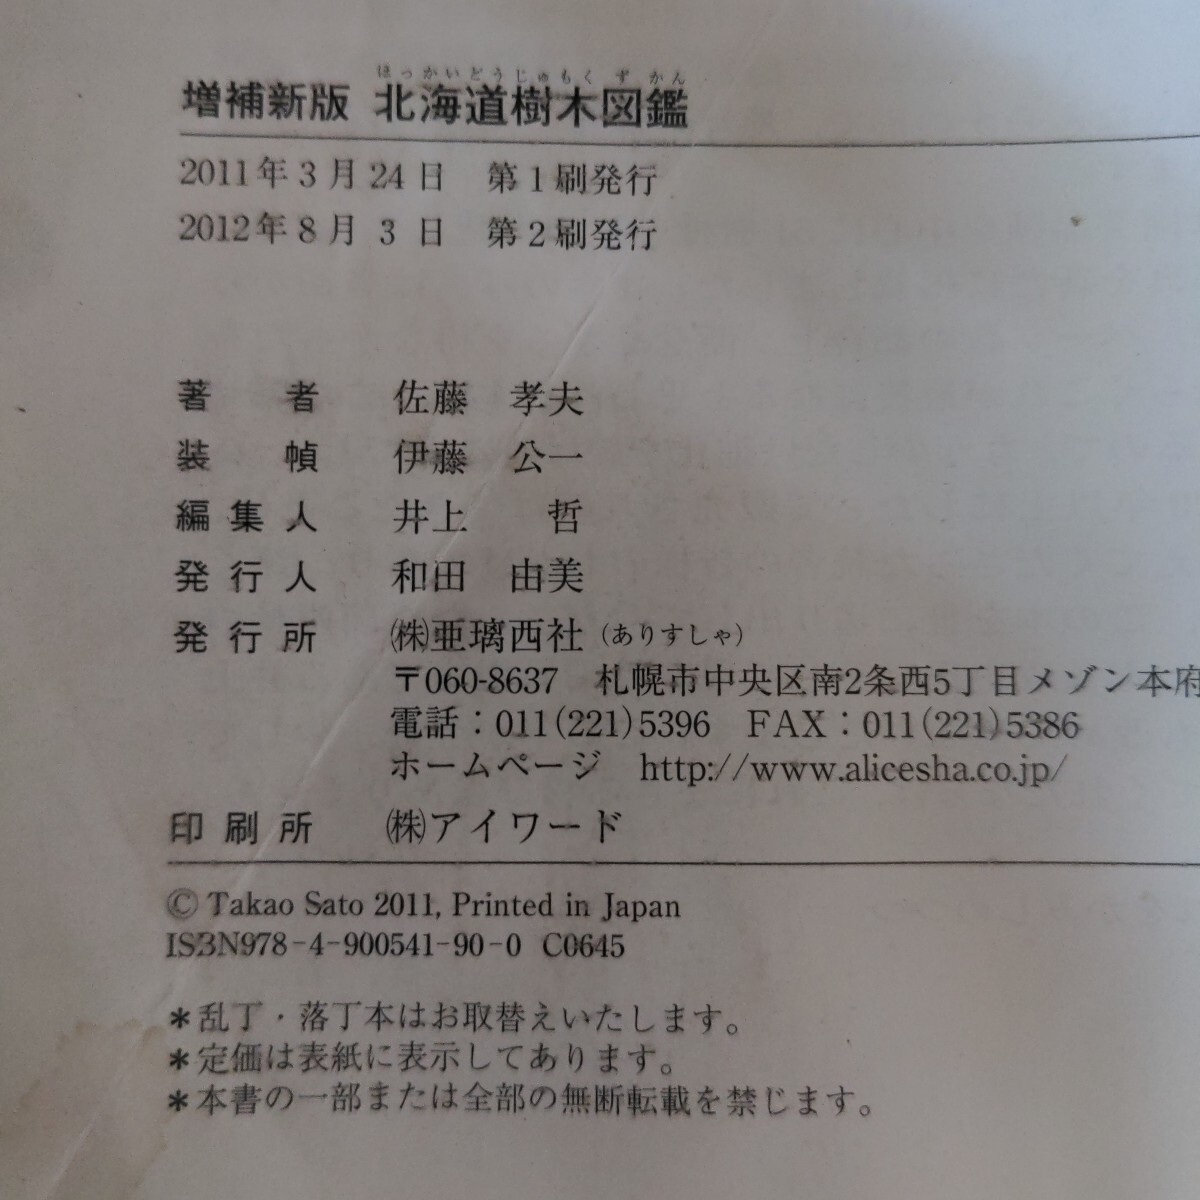 ほっかいどうじゅもく ずかん
増補新版 北海道樹木図鑑
2011年3月24日 第1刷発行
2012年8月3日 第2刷発行
著者 佐藤 孝夫
装幀 伊藤 公一
編集人 井上 哲
発行人 和田 由美
発行所 ㈱亜璃西社（ありすしゃ）
〒060-8637 札幌市中央区南2条西5丁目メゾン本府
電話：011(221)5396 FAX：011(221)5386
ホームページ http://www.alicesha.co.jp/
印刷所 ㈱アイワード
© Takao Sato 2011, Printed in Japan
ISBN978-4-900541-90-0 C0645
＊乱丁・落丁本はお取替えいたします。
＊定価は表紙に表示してあります。
＊本書の一部または全部の無断転載を禁じます。